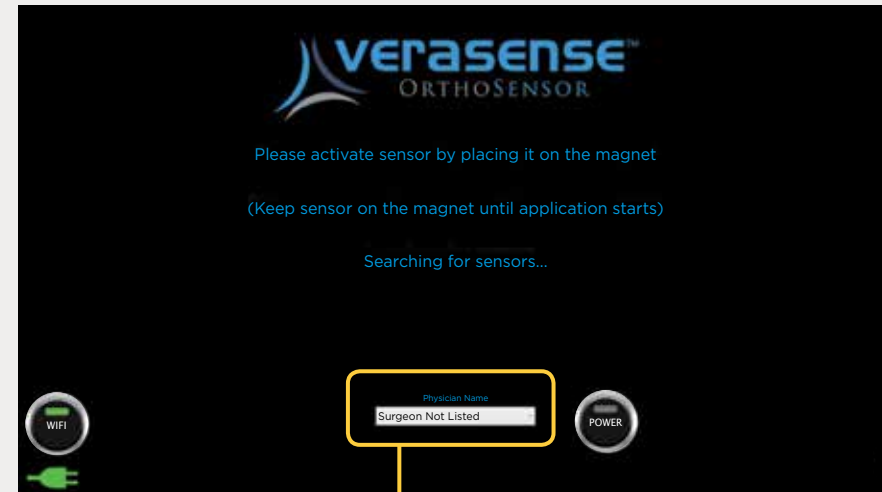 verasense™
ORTHOSENSOR
Please activate sensor by placing it on the magnet
(Keep sensor on the magnet until application starts)
Searching for sensors...
Physician Name
Surgeon Not Listed
WIFI
POWER